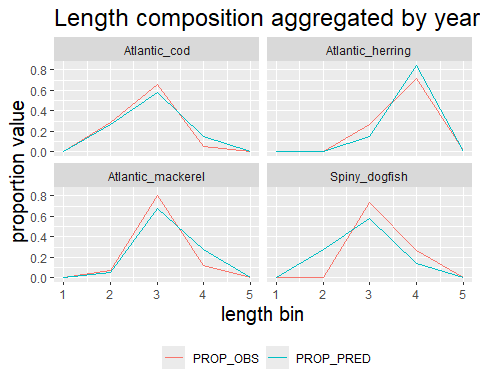 Length composition aggregated by year
Atlantic_cod
Atlantic_herring
0.8
0.6
0.4
0.2
0.0
Atlantic_mackerel
Spiny_dogfish
0.8
0.6
0.4
0.2
0.0
proportion value
1 2 3 4 5
1 2 3 4 5
length bin
PROP_OBS
PROP_PRED